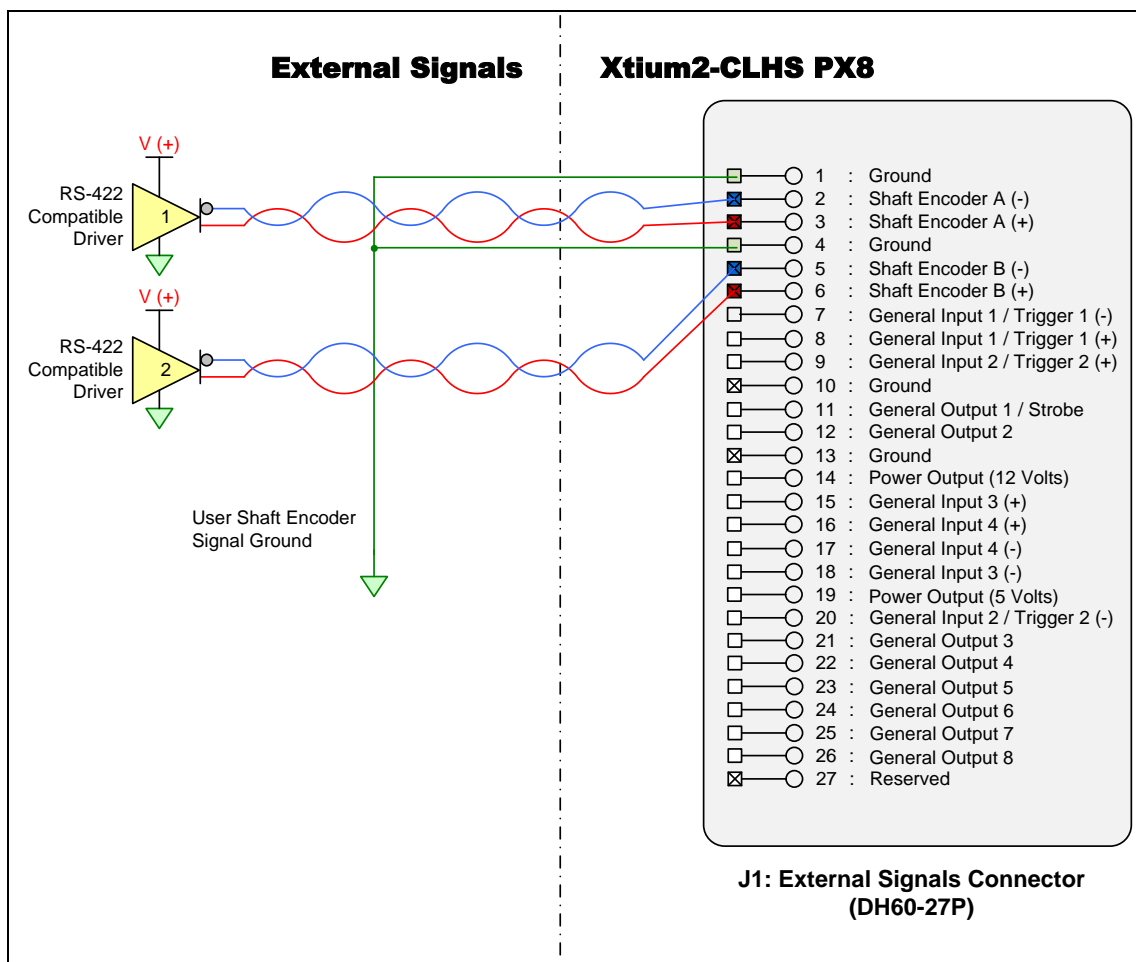 External Signals
Xtium2-CLHS PX8
V (+)
RS-422
Compatible
Driver
1
V (+)
RS-422
Compatible
Driver
2
User Shaft Encoder
Signal Ground
1 : Ground
2 : Shaft Encoder A (-)
3 : Shaft Encoder A (+)
4 : Ground
5 : Shaft Encoder B (-)
6 : Shaft Encoder B (+)
7 : General Input 1 / Trigger 1 (-)
8 : General Input 1 / Trigger 1 (+)
9 : General Input 2 / Trigger 2 (+)
10 : Ground
11 : General Output 1 / Strobe
12 : General Output 2
13 : Ground
14 : Power Output (12 Volts)
15 : General Input 3 (+)
16 : General Input 4 (+)
17 : General Input 4 (-)
18 : General Input 3 (-)
19 : Power Output (5 Volts)
20 : General Input 2 / Trigger 2 (-)
21 : General Output 3
22 : General Output 4
23 : General Output 5
24 : General Output 6
25 : General Output 7
26 : General Output 8
27 : Reserved
J1: External Signals Connector
(DH60-27P)